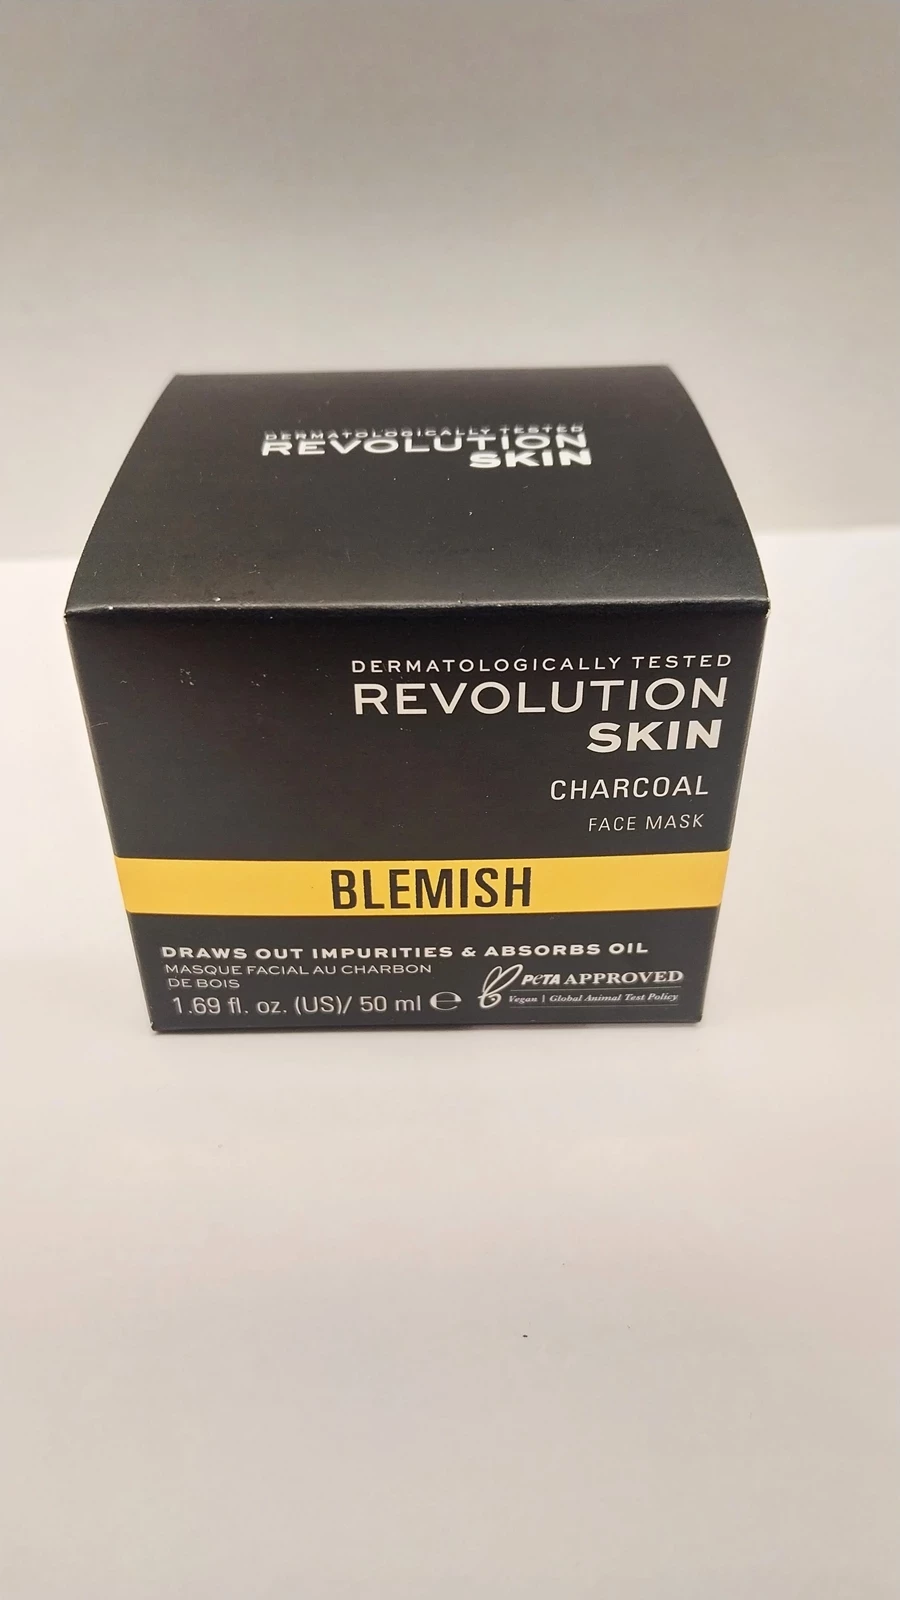 DERMATOLOGICALLY TESTED
REVOLUTION
SKIN
DERMATOLOGICALLY TESTED
REVOLUTION
SKIN
CHARCOAL
FACE MASK
BLEMISH
DRAWS OUT IMPURITIES & ABSORBS OIL
MASQUE FACIAL AU CHARBON
DE BOIS
1.69 fl. oz. (US)/ 50 ml ℮
PETA APPROVED
Vegan | Global Animal Test Policy